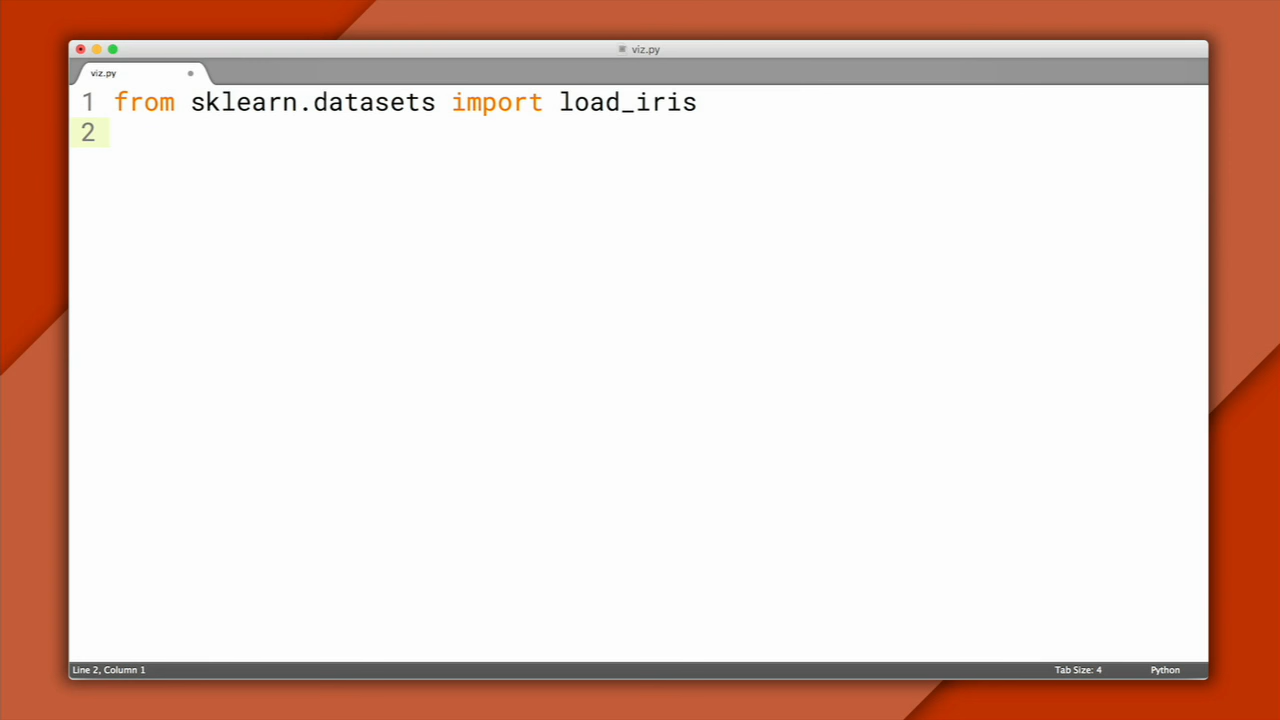 viz.py
viz.py
1 from sklearn.datasets import load_iris
2
Line 2, Column 1 Tab Size: 4 Python